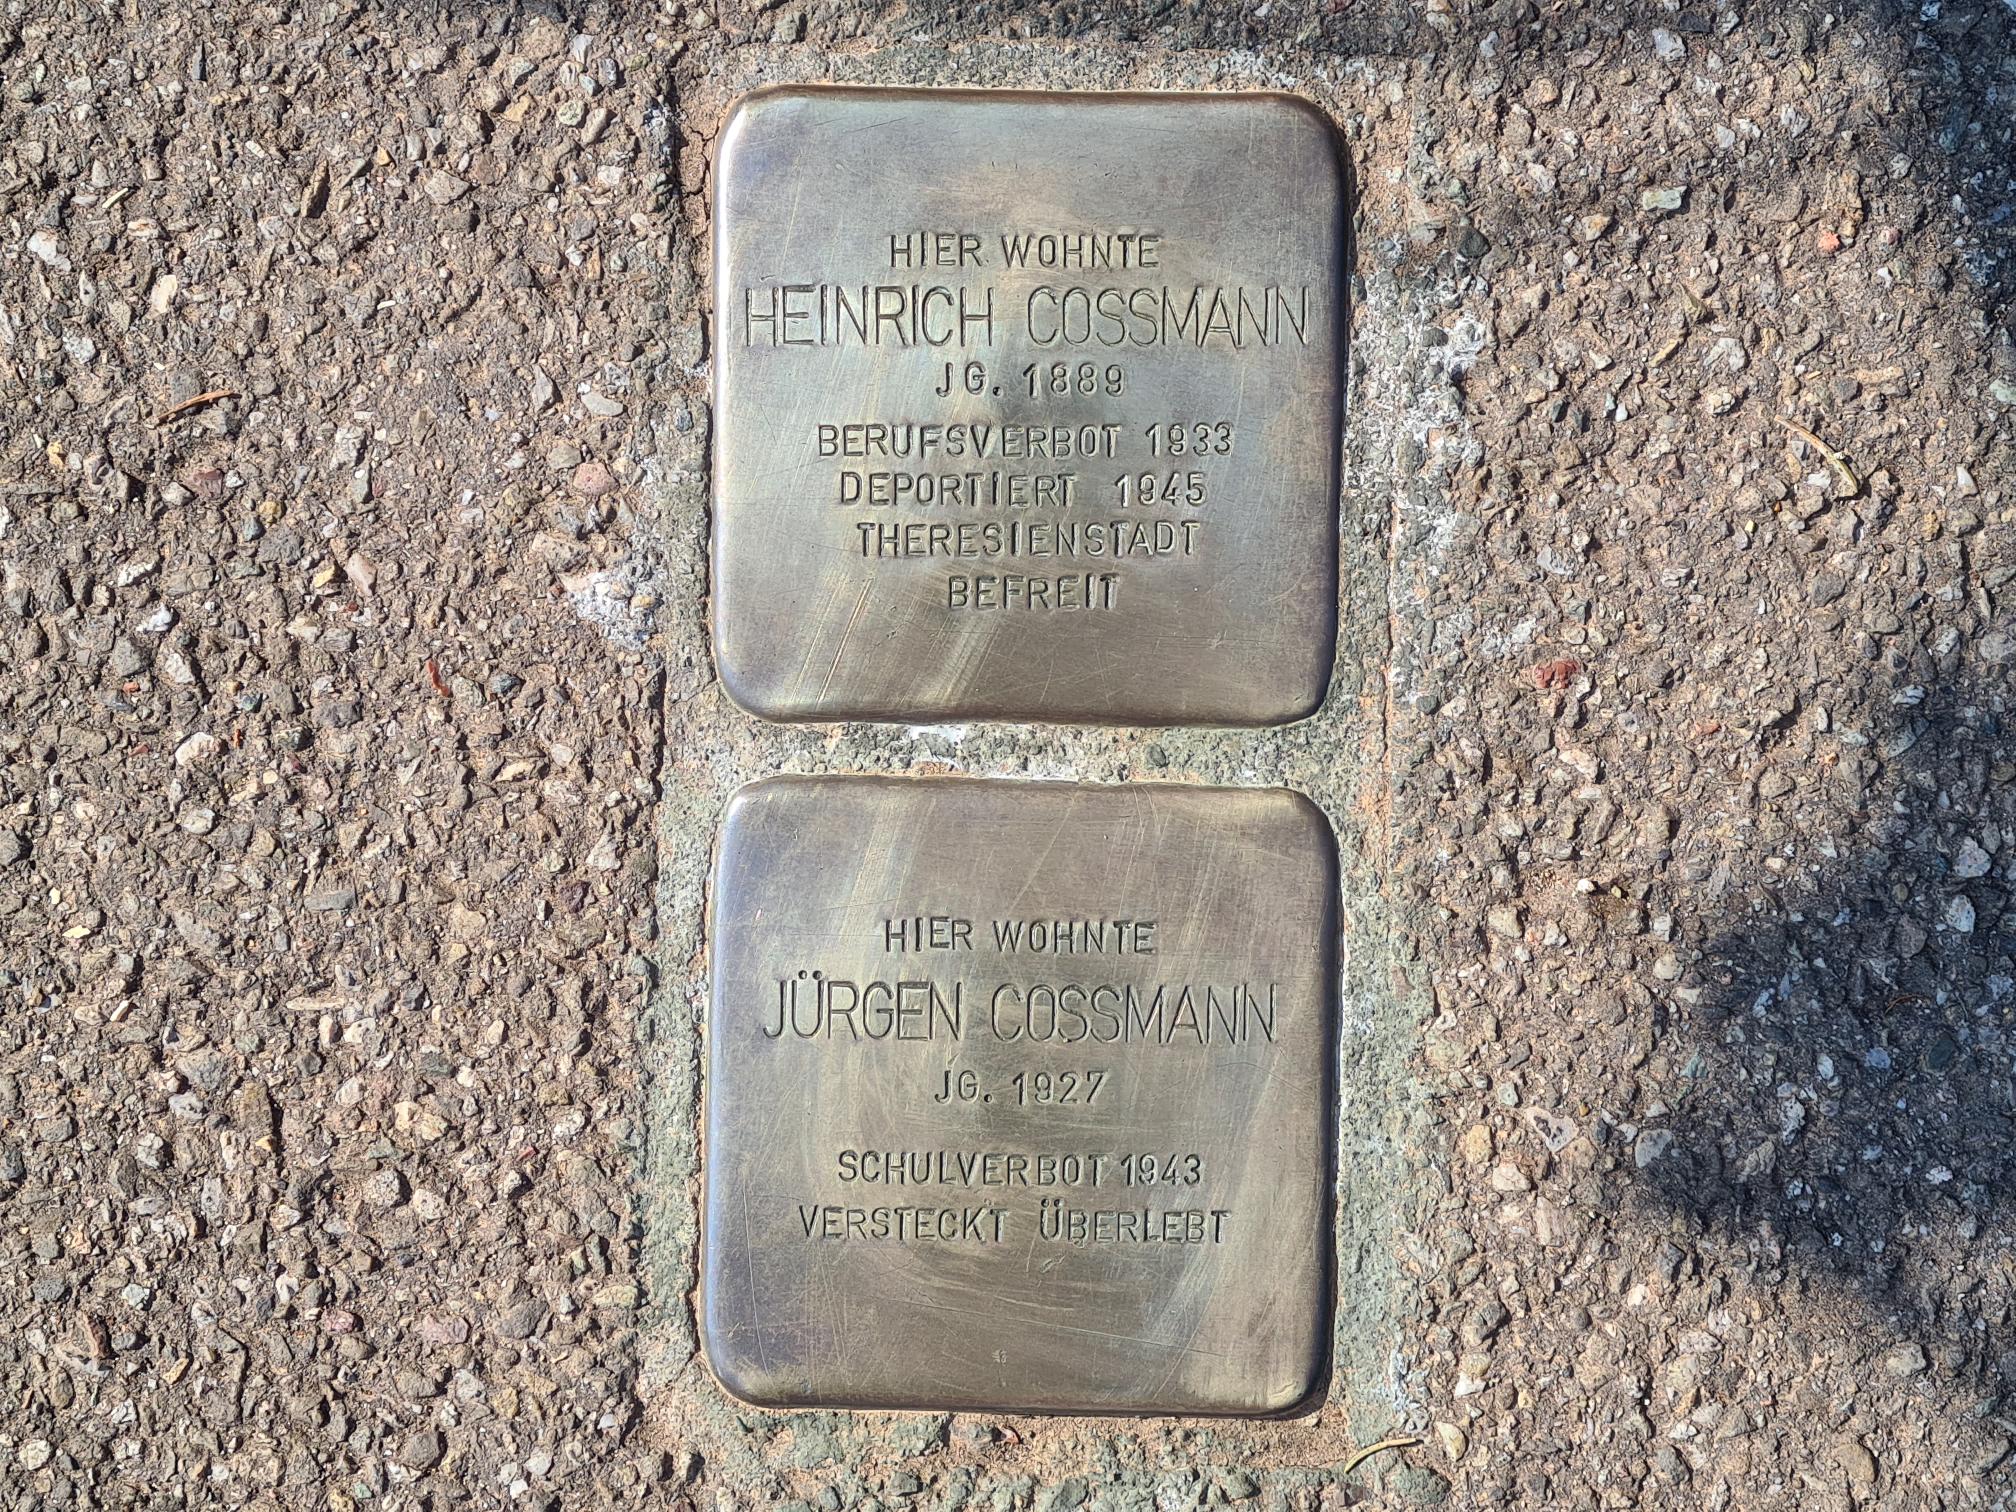 HIER WOHNTE
HEINRICH COSSMANN
JG. 1889
BERUFSVERBOT 1933
DEPORTIERT 1945
THERESIENSTADT
BEFREIT
HIER WOHNTE
JÜRGEN COSSMANN
JG. 1927
SCHULVERBOT 1943
VERSTECKT ÜBERLEBT